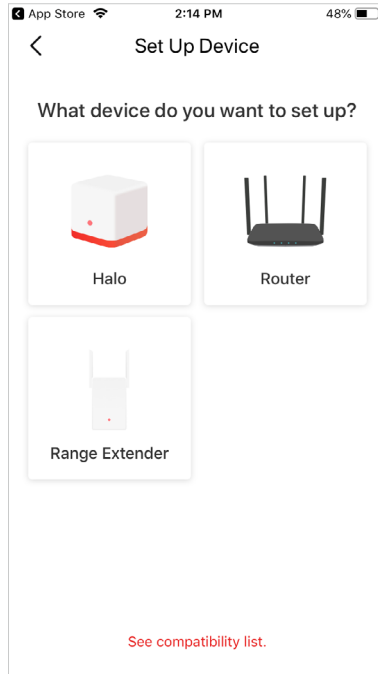 App Store 2:14 PM 48%
Set Up Device
What device do you want to set up?
Halo Router
Range Extender
See compatibility list.